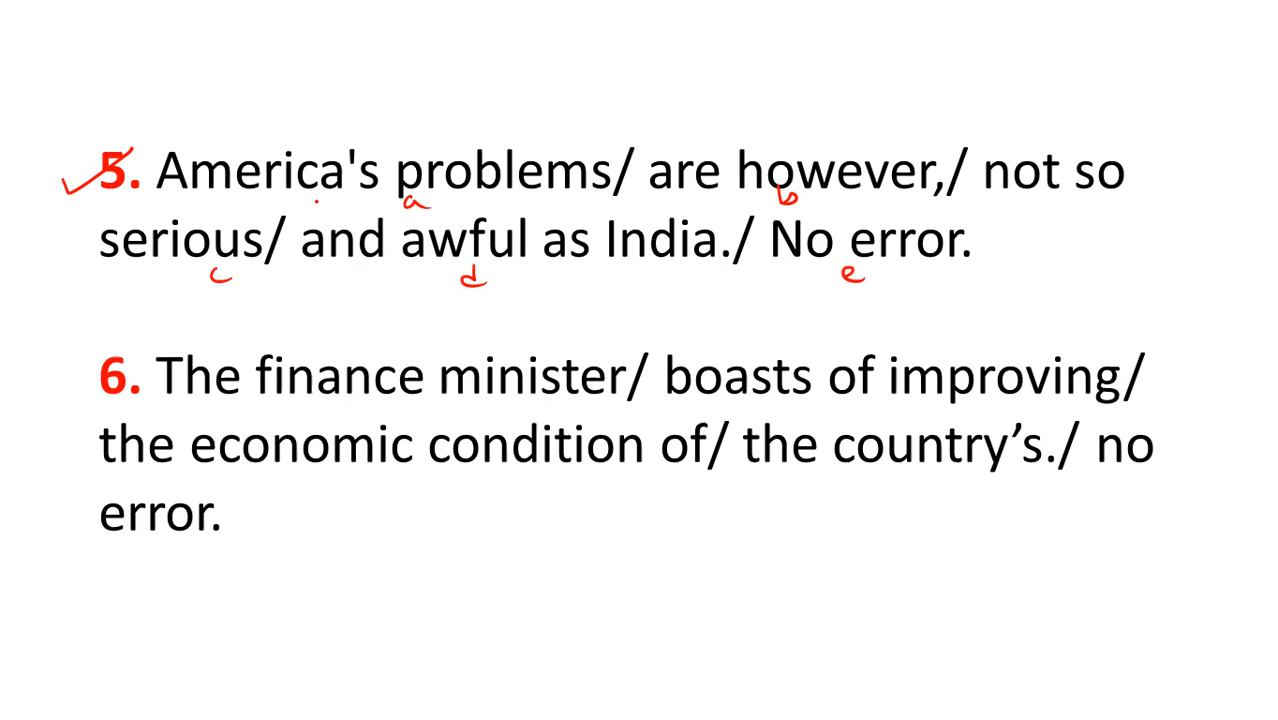 5. America's problems/ are however,/ not so
a b
serious/ and awful as India./ No error.
c d e
6. The finance minister/ boasts of improving/
the economic condition of/ the country’s./ no
error.